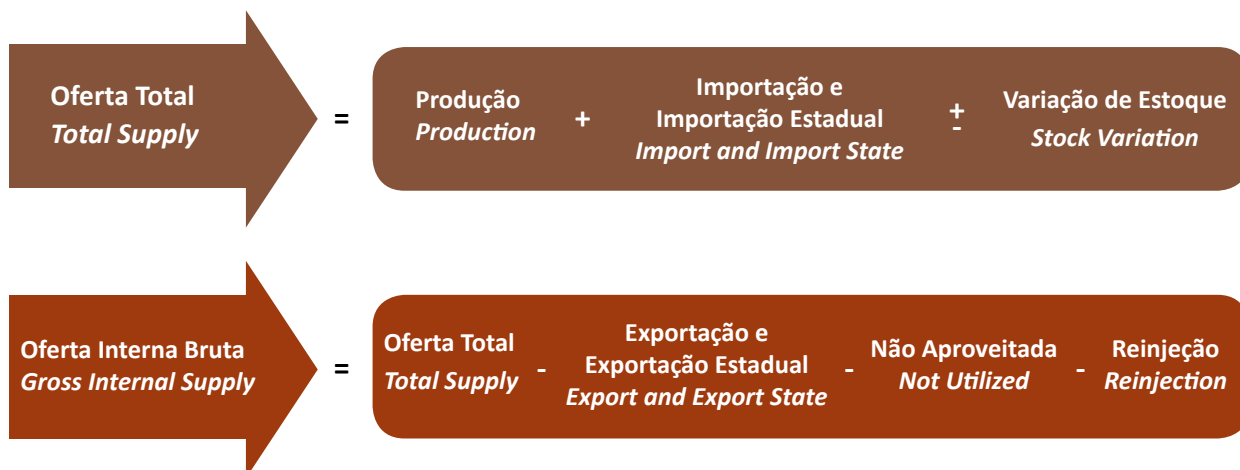 Oferta Total
Total Supply
=
Produção
Production
+
Importação e
Importação Estadual
Import and Import State
+
-
Variação de Estoque
Stock Variation
Oferta Interna Bruta
Gross Internal Supply
=
Oferta Total
Total Supply
-
Exportação e
Exportação Estadual
Export and Export State
-
Não Aproveitada
Not Utilized
-
Reinjeção
Reinjection